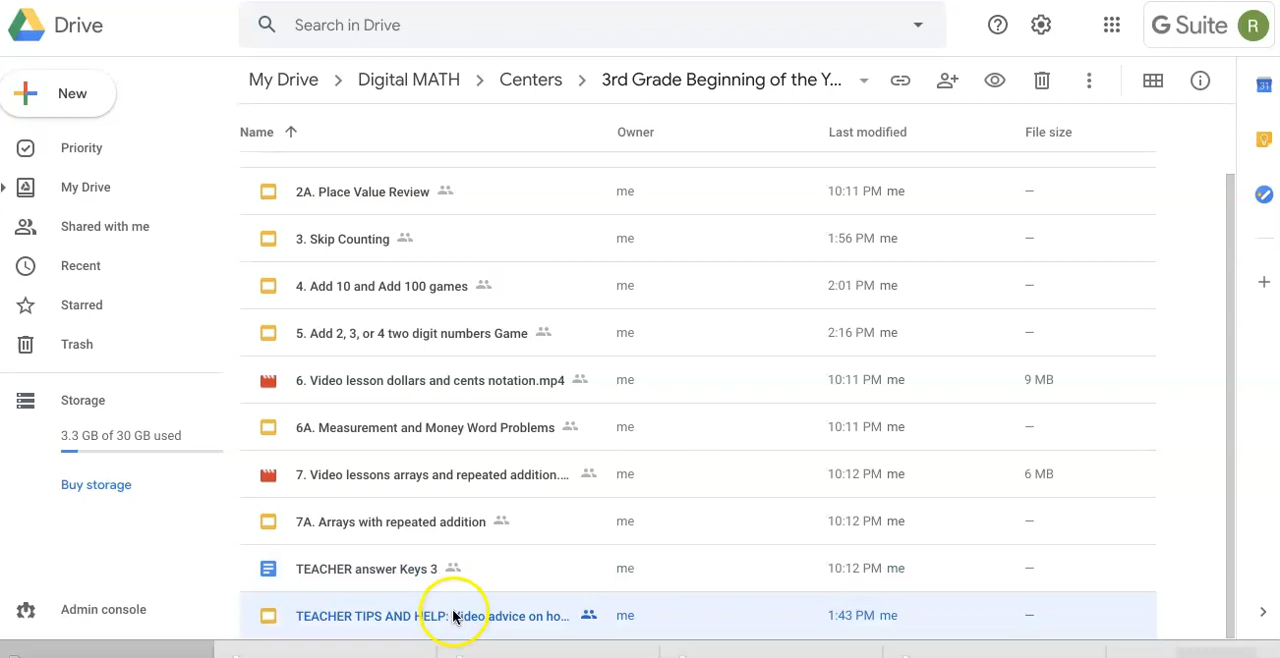 Drive
Search in Drive
G Suite
R
New
My Drive
Digital MATH
Centers
3rd Grade Beginning of the Y...
31
Priority
My Drive
Shared with me
Recent
Starred
Trash
Storage
3.3 GB of 30 GB used
Buy storage
Admin console
Name Owner Last modified File size
2A. Place Value Review me 10:11 PM me —
3. Skip Counting me 1:56 PM me —
4. Add 10 and Add 100 games me 2:01 PM me —
5. Add 2, 3, or 4 two digit numbers Game me 2:16 PM me —
6. Video lesson dollars and cents notation.mp4 me 10:11 PM me 9 MB
6A. Measurement and Money Word Problems me 10:11 PM me —
7. Video lessons arrays and repeated addition.... me 10:12 PM me 6 MB
7A. Arrays with repeated addition me 10:12 PM me —
TEACHER answer Keys 3 me 10:12 PM me —
TEACHER TIPS AND HELP: Video advice on ho... me 1:43 PM me —